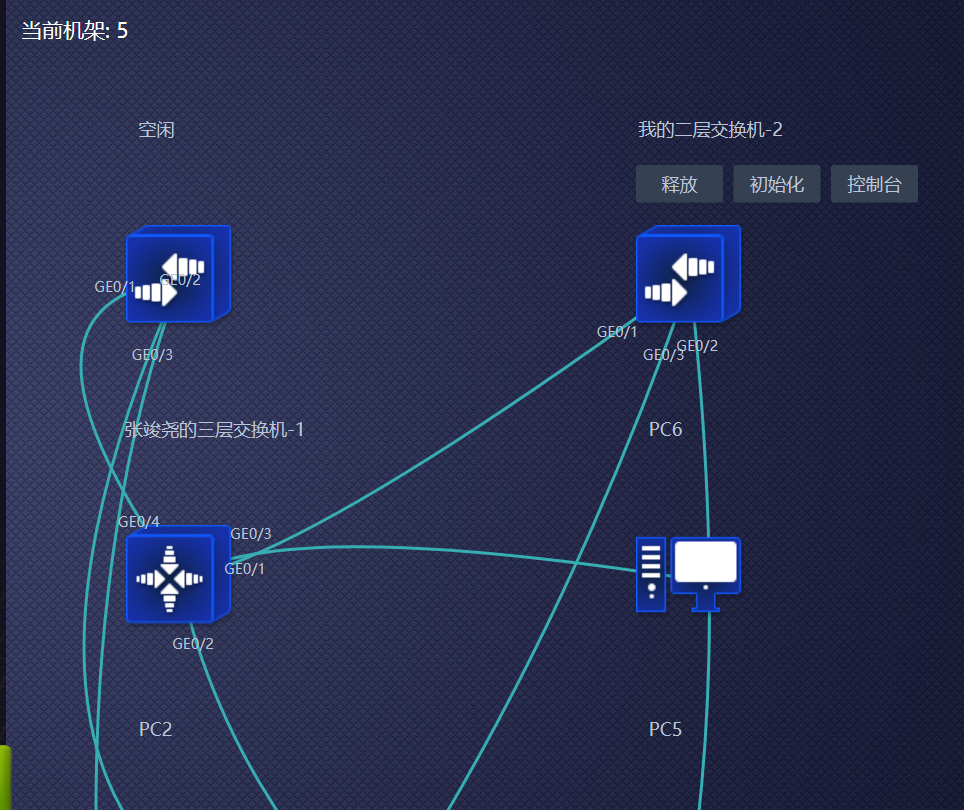 当前机架: 5
空闲
我的二层交换机-2
释放
初始化
控制台
GE0/1
GE0/2
GE0/3
GE0/1
GE0/2
GE0/3
张竣尧的三层交换机-1
PC6
GE0/4
GE0/3
GE0/1
GE0/2
PC2
PC5